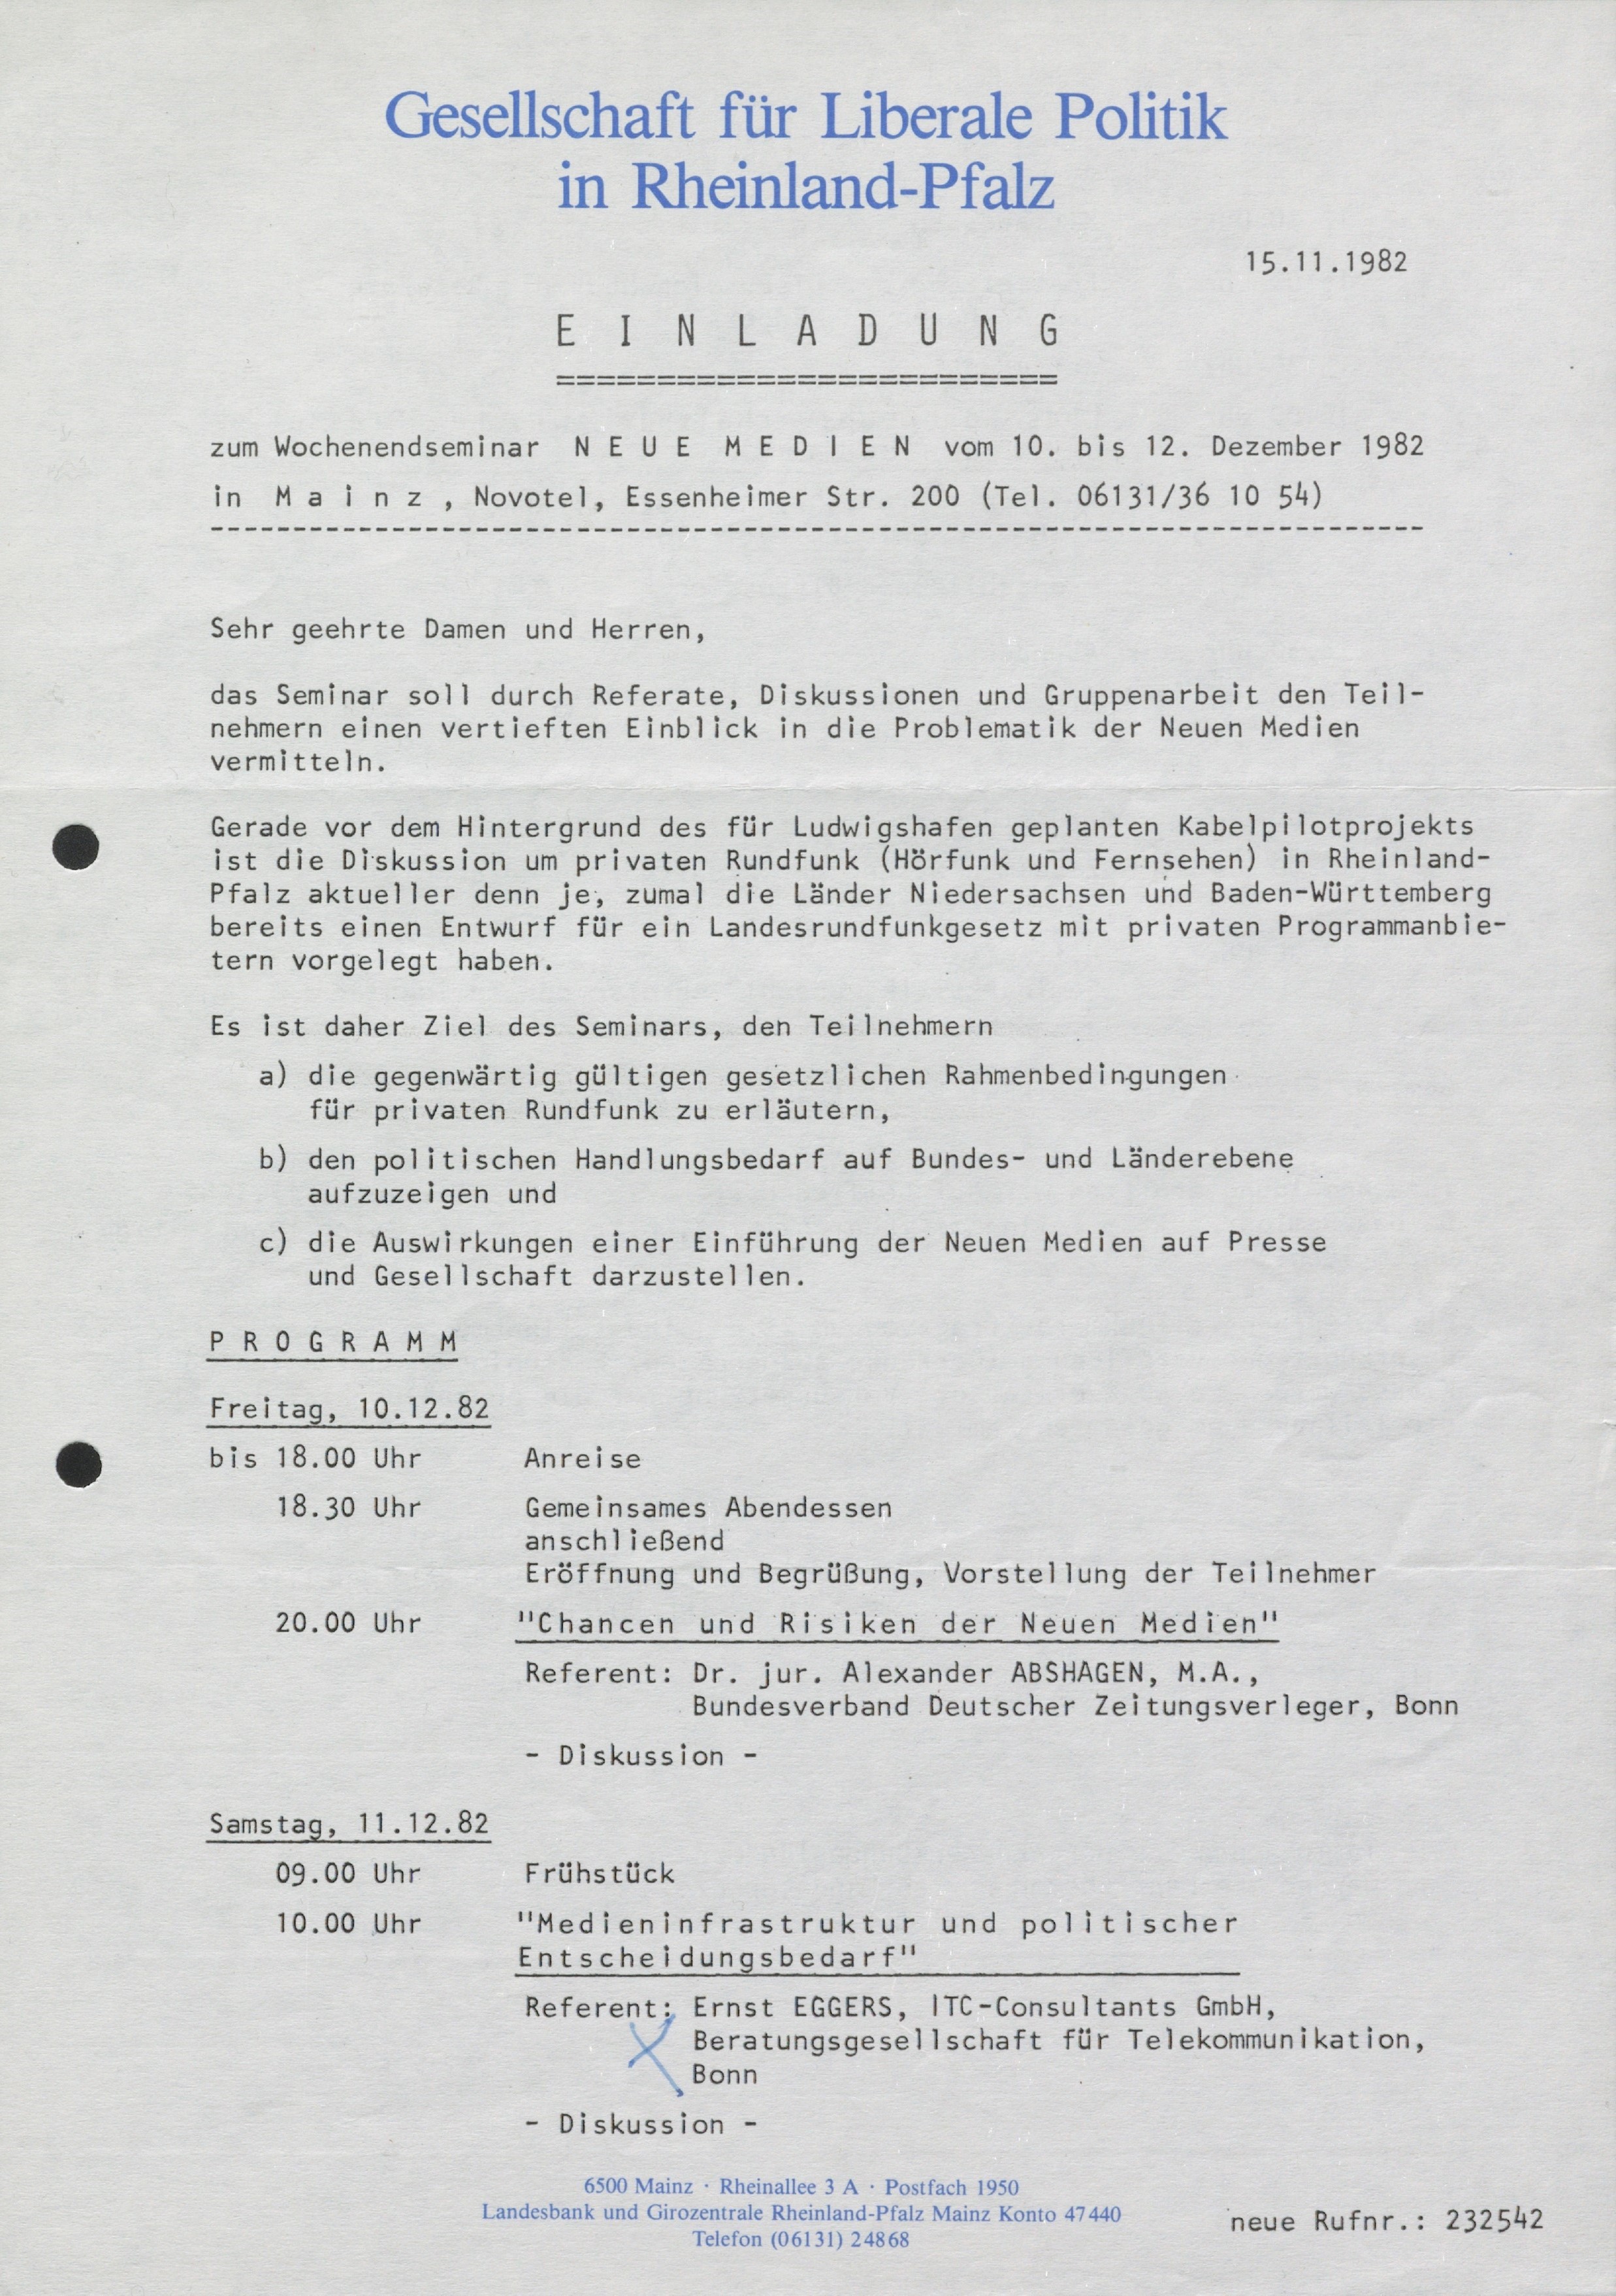 Gesellschaft für Liberale Politik
in Rheinland-Pfalz
15.11.1982
E I N L A D U N G
=========================
zum Wochenendseminar N E U E M E D I E N vom 10. bis 12. Dezember 1982
in M a i n z , Novotel, Essenheimer Str. 200 (Tel. 06131/36 10 54)
--------------------------------------------------------------------------
Sehr geehrte Damen und Herren,
das Seminar soll durch Referate, Diskussionen und Gruppenarbeit den Teil-
nehmern einen vertieften Einblick in die Problematik der Neuen Medien
vermitteln.
Gerade vor dem Hintergrund des für Ludwigshafen geplanten Kabelpilotprojekts
ist die Diskussion um privaten Rundfunk (Hörfunk und Fernsehen) in Rheinland-
Pfalz aktueller denn je, zumal die Länder Niedersachsen und Baden-Württemberg
bereits einen Entwurf für ein Landesrundfunkgesetz mit privaten Programmanbie-
tern vorgelegt haben.
Es ist daher Ziel des Seminars, den Teilnehmern
a) die gegenwärtig gültigen gesetzlichen Rahmenbedingungen
für privaten Rundfunk zu erläutern,
b) den politischen Handlungsbedarf auf Bundes- und Länderebene
aufzuzeigen und
c) die Auswirkungen einer Einführung der Neuen Medien auf Presse
und Gesellschaft darzustellen.
P R O G R A M M
Freitag, 10.12.82
bis 18.00 Uhr Anreise
18.30 Uhr Gemeinsames Abendessen
anschließend
Eröffnung und Begrüßung, Vorstellung der Teilnehmer
20.00 Uhr "Chancen und Risiken der Neuen Medien"
Referent: Dr. jur. Alexander ABSHAGEN, M.A.,
Bundesverband Deutscher Zeitungsverleger, Bonn
- Diskussion -
Samstag, 11.12.82
09.00 Uhr Frühstück
10.00 Uhr "Medieninfrastruktur und politischer
Entscheidungsbedarf"
Referent: Ernst EGGERS, ITC-Consultants GmbH,
Beratungsgesellschaft für Telekommunikation,
Bonn
- Diskussion -
6500 Mainz · Rheinallee 3 A · Postfach 1950
Landesbank und Girozentrale Rheinland-Pfalz Mainz Konto 47 440
Telefon (06131) 2 48 68
neue Rufnr.: 232542